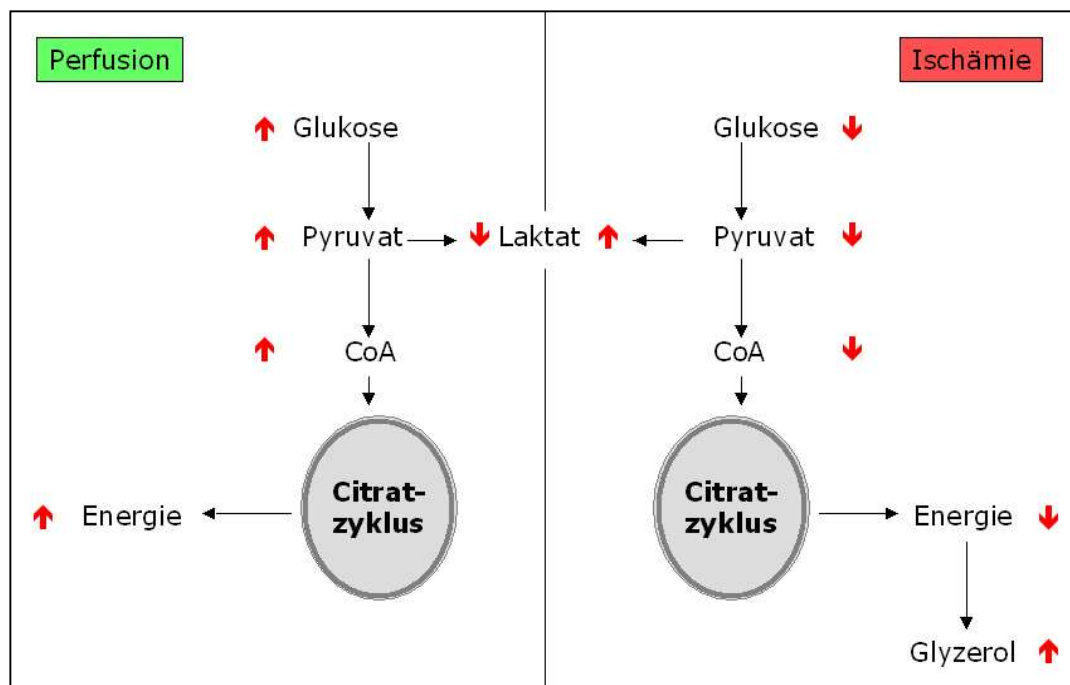 Perfusion
Ischämie
Glukose
Glukose
Pyruvat
Laktat
Pyruvat
CoA
CoA
Citrat-
zyklus
Citrat-
zyklus
Energie
Energie
Glyzerol